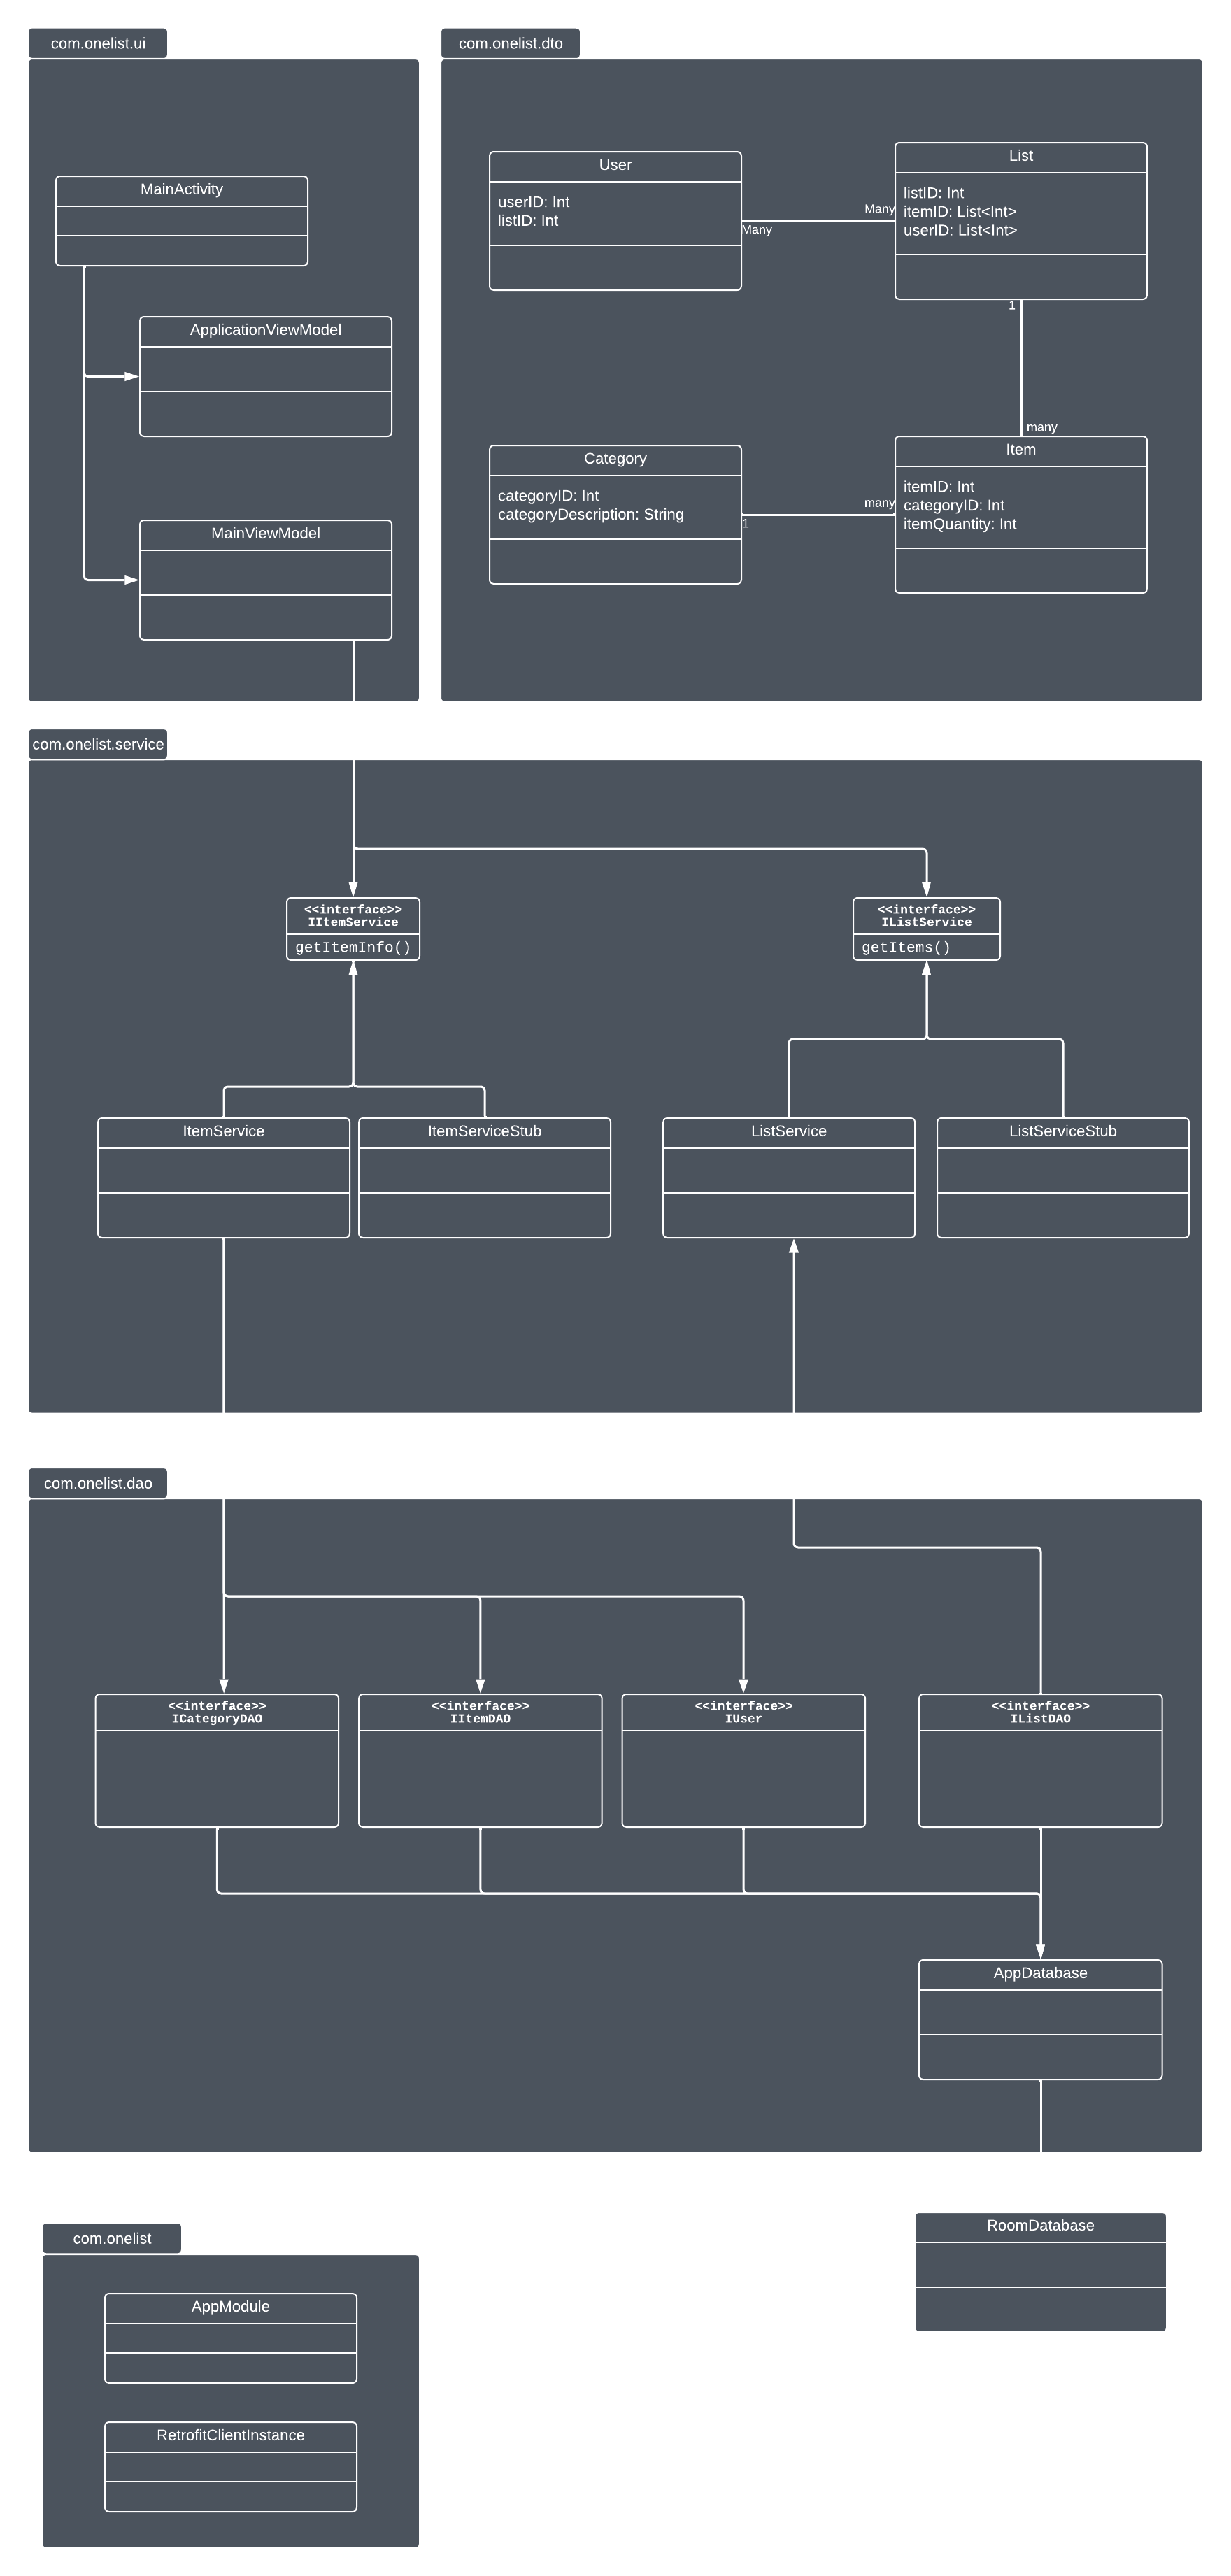 com.onelist.ui
MainActivity
ApplicationViewModel
MainViewModel
com.onelist.dto
User
userID: Int
listID: Int
Many
Many
List
listID: Int
itemID: List<Int>
userID: List<Int>
1
many
Category
categoryID: Int
categoryDescription: String
1
many
Item
itemID: Int
categoryID: Int
itemQuantity: Int
com.onelist.service
<<interface>>
IItemService
getItemInfo()
<<interface>>
IListService
getItems()
ItemService
ItemServiceStub
ListService
ListServiceStub
com.onelist.dao
<<interface>>
ICategoryDAO
<<interface>>
IItemDAO
<<interface>>
IUser
<<interface>>
IListDAO
AppDatabase
com.onelist
AppModule
RetrofitClientInstance
RoomDatabase